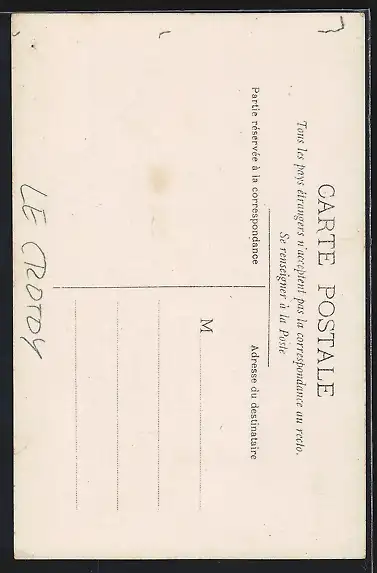 CARTE POSTALE
Tous les pays étrangers n'acceptent pas la correspondance au recto.
Se renseigner à la Poste
Partie réservée à la correspondance
Adresse du destinataire
M
LE CROTOY